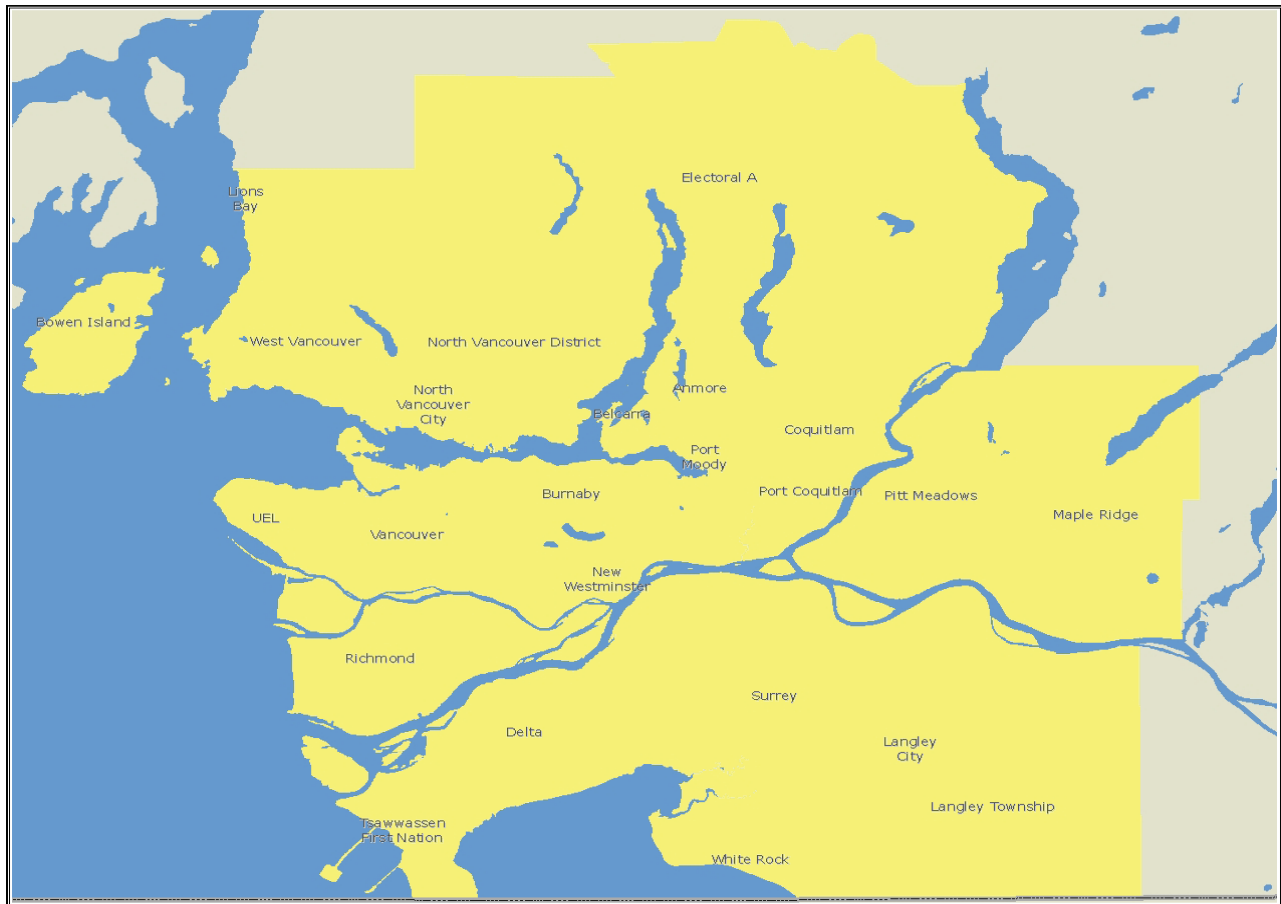 Electoral A
Lions
Bay
Bowen Island
West Vancouver
North Vancouver District
Anmore
North
Vancouver
City
Belcarra
Coquitlam
Port
Moody
Port Coquitlam
Pitt Meadows
Burnaby
Maple Ridge
UEL
Vancouver
New
Westminster
Richmond
Surrey
Delta
Langley
City
Langley Township
Tsawwassen
First Nation
White Rock